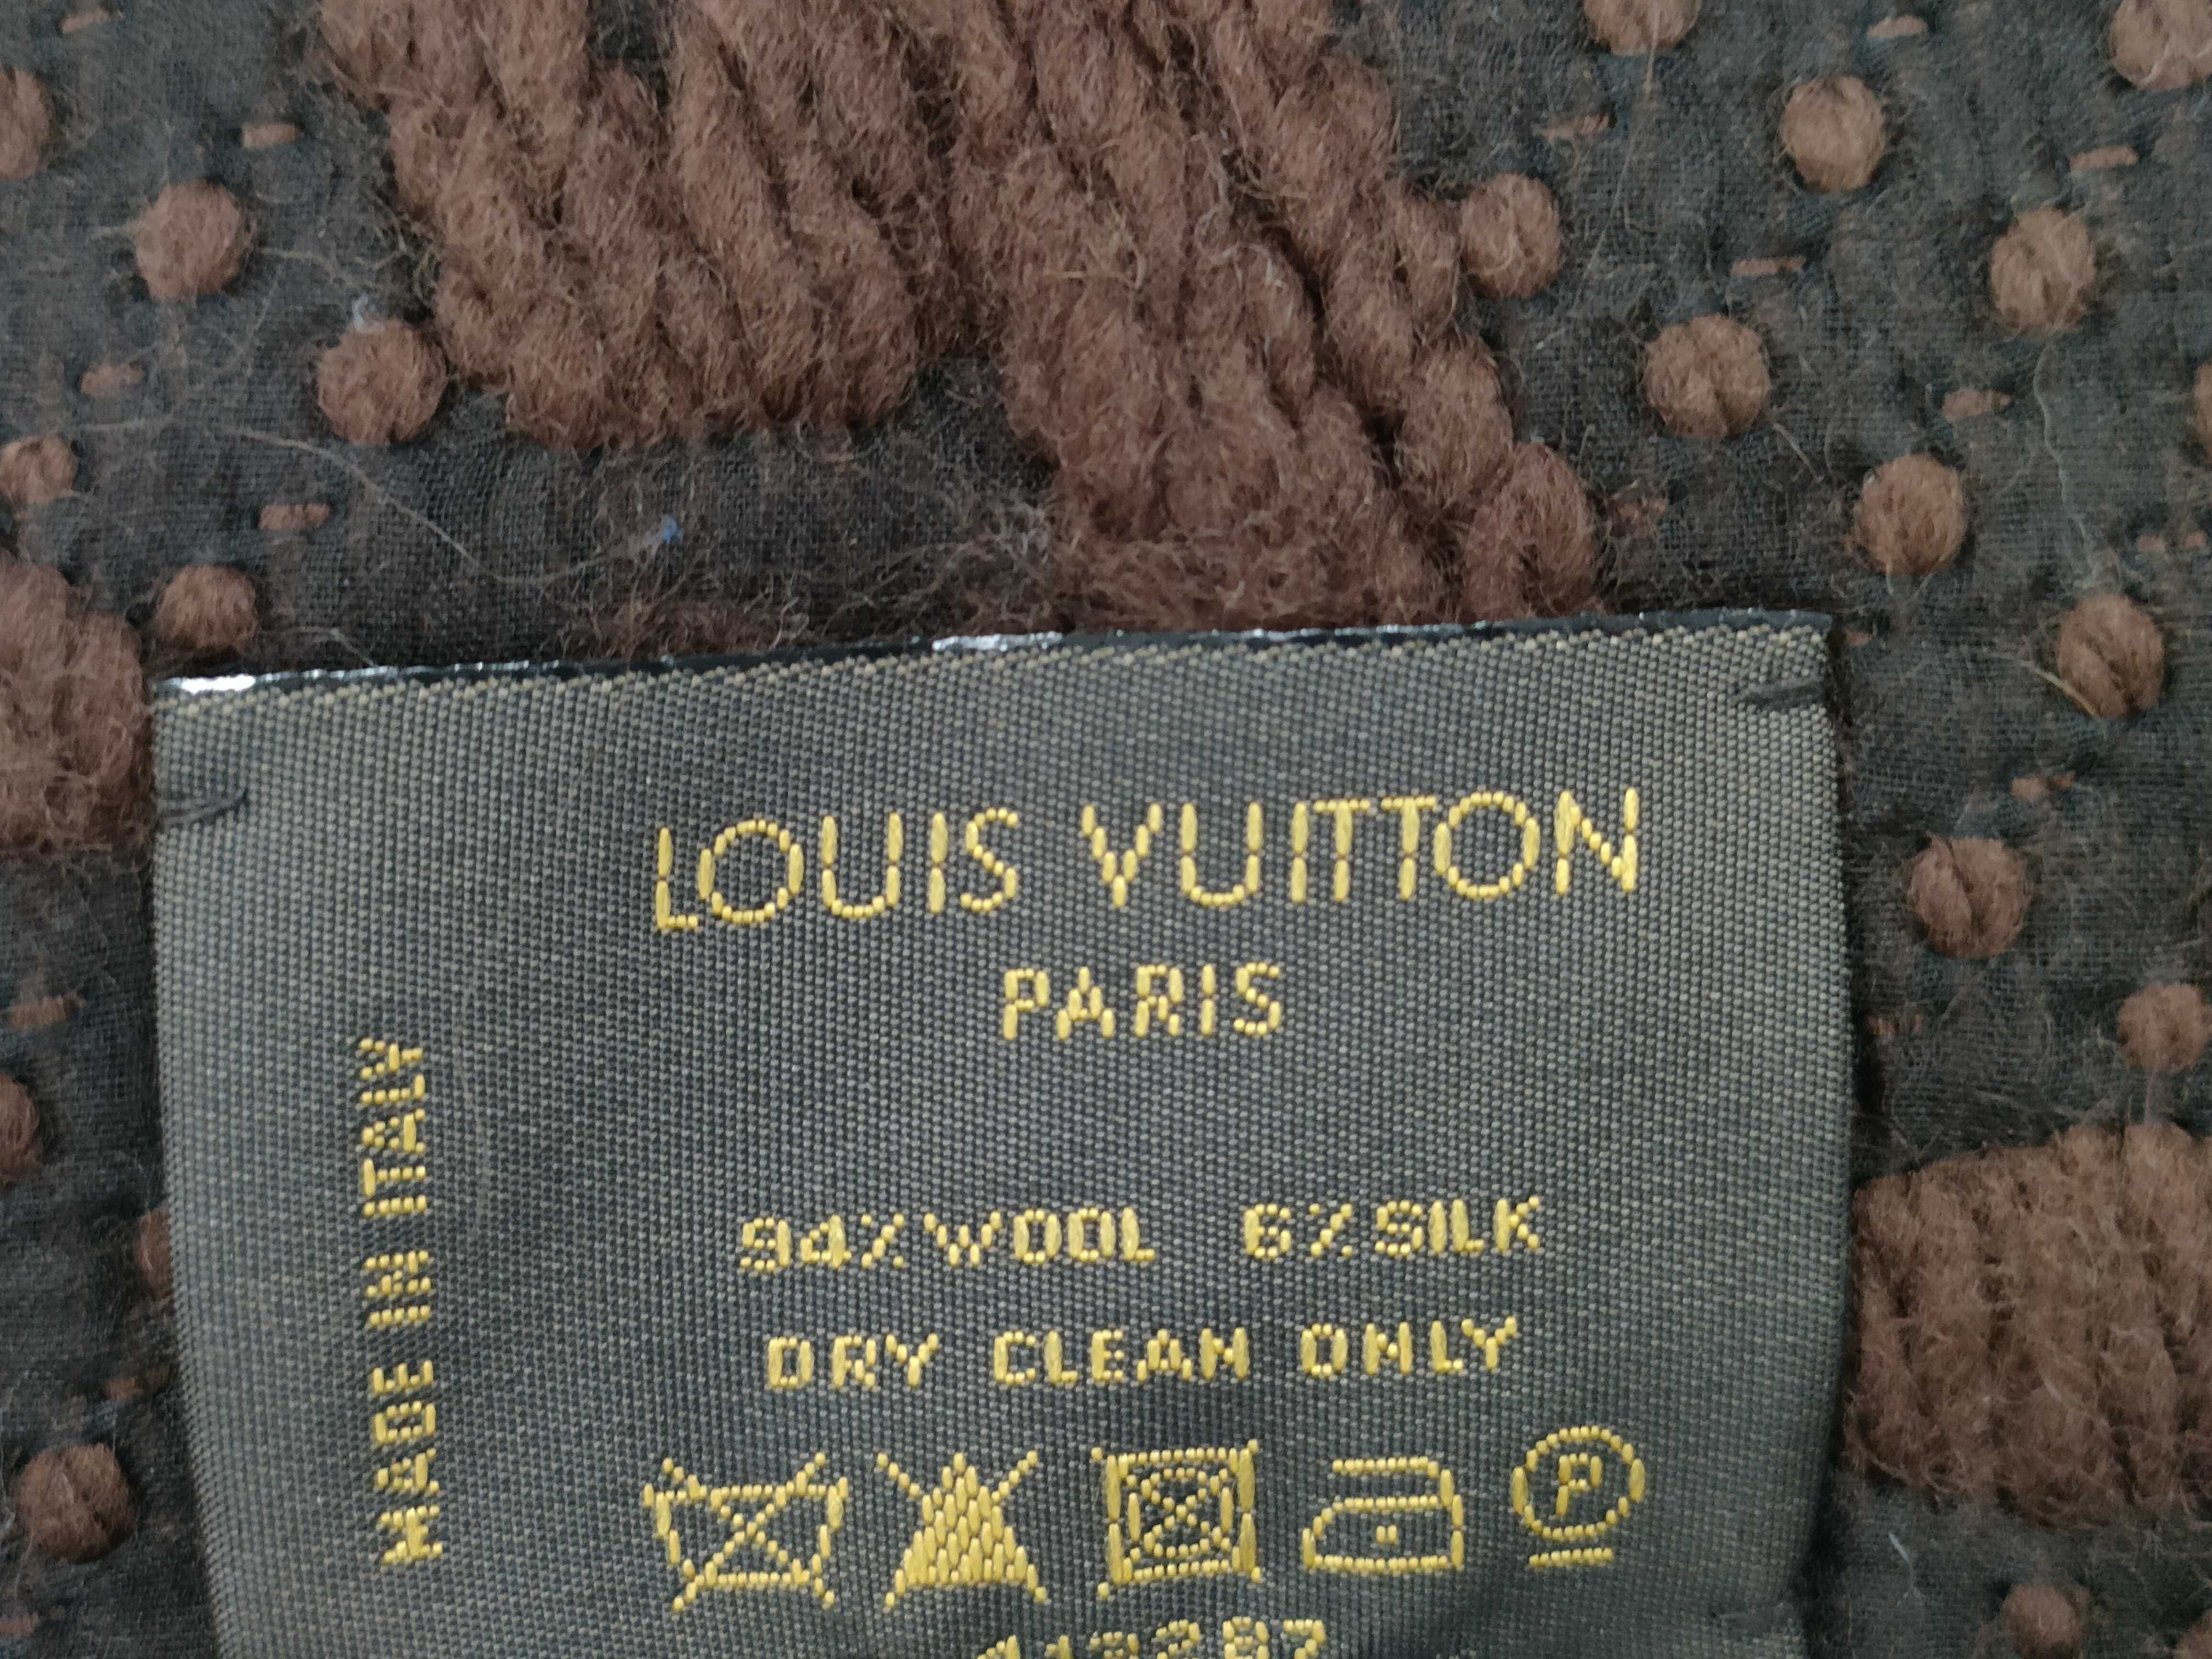 LOUIS VUITTON
PARIS
MADE IN ITALY
94% WOOL 6% SILK
DRY CLEAN ONLY
P